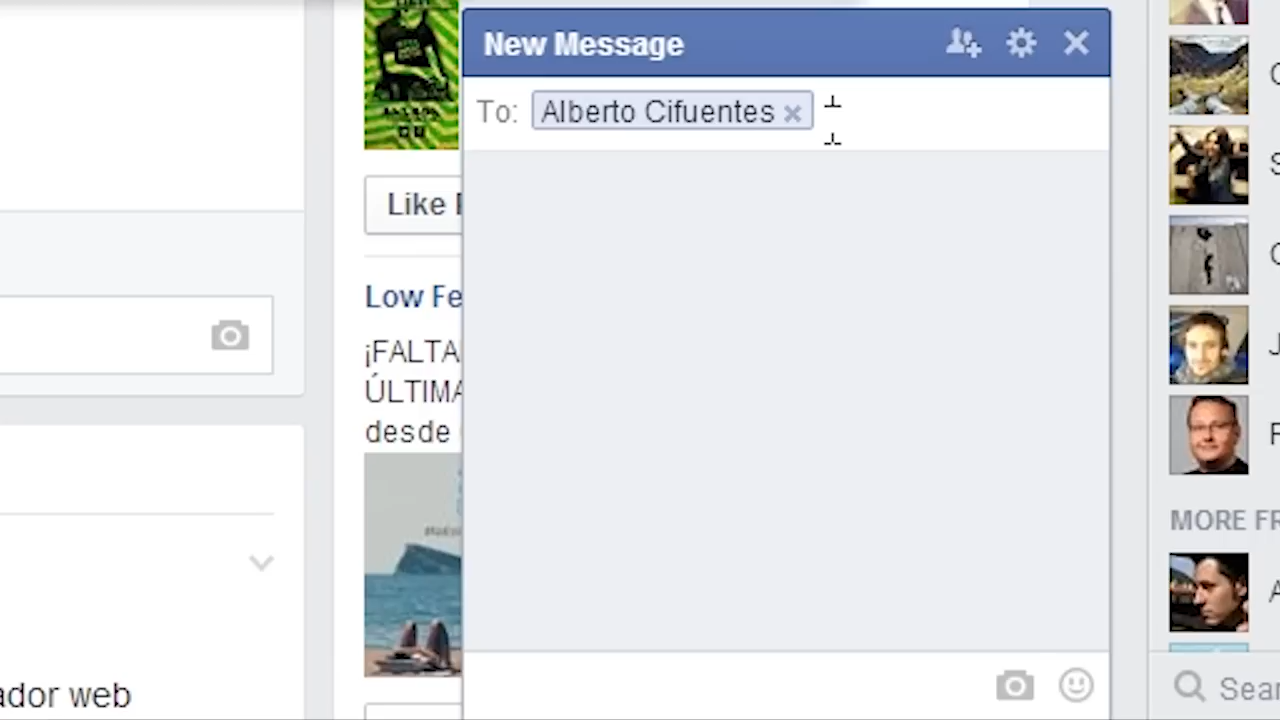 New Message
To: Alberto Cifuentes
Like
Low Fe
¡FALTA
ÚLTIMA
desde
MORE FR
ador web
Sear